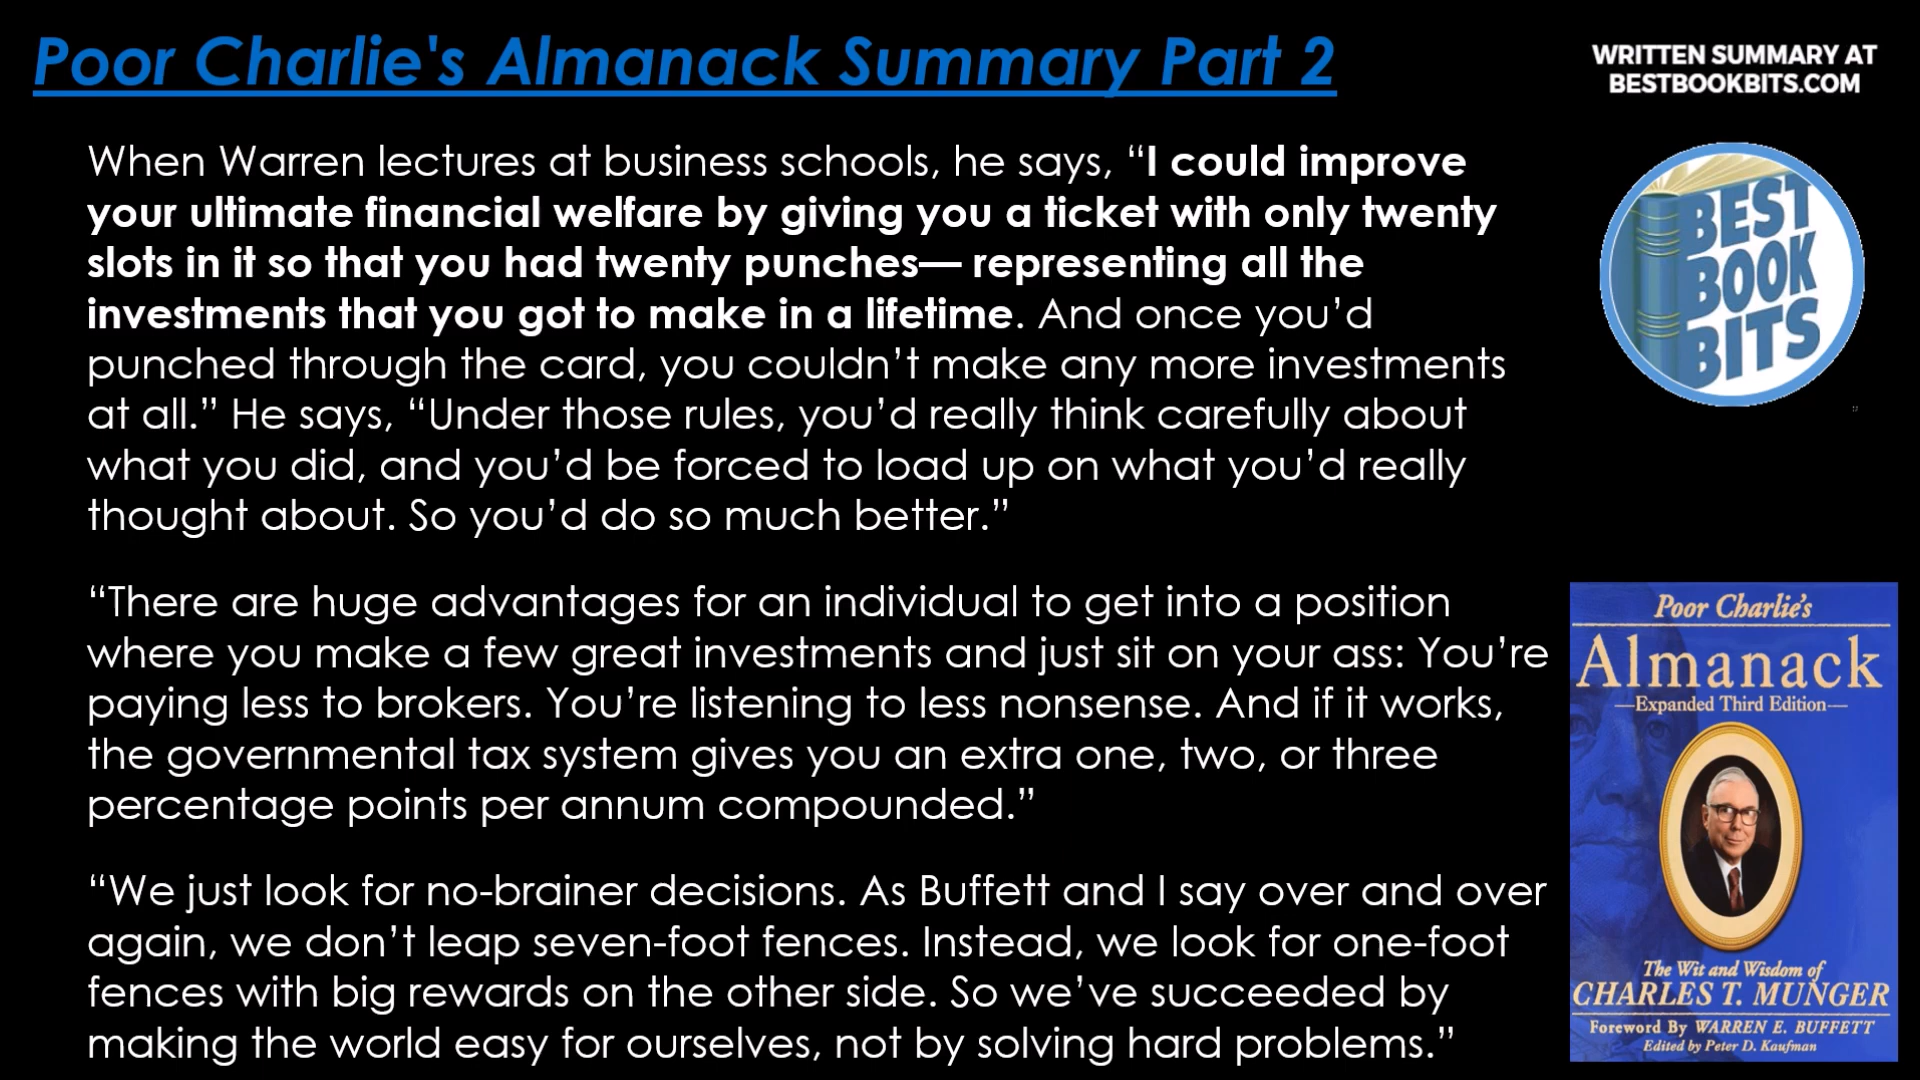 Poor Charlie's Almanack Summary Part 2
WRITTEN SUMMARY AT
BESTBOOKBITS.COM
When Warren lectures at business schools, he says, “I could improve
your ultimate financial welfare by giving you a ticket with only twenty
slots in it so that you had twenty punches— representing all the
investments that you got to make in a lifetime. And once you’d
punched through the card, you couldn’t make any more investments
at all.” He says, “Under those rules, you’d really think carefully about
what you did, and you’d be forced to load up on what you’d really
thought about. So you’d do so much better.”
“There are huge advantages for an individual to get into a position
where you make a few great investments and just sit on your ass: You’re
paying less to brokers. You’re listening to less nonsense. And if it works,
the governmental tax system gives you an extra one, two, or three
percentage points per annum compounded.”
“We just look for no-brainer decisions. As Buffett and I say over and over
again, we don’t leap seven-foot fences. Instead, we look for one-foot
fences with big rewards on the other side. So we’ve succeeded by
making the world easy for ourselves, not by solving hard problems.”
BEST
BOOK
BITS
Poor Charlie's
Almanack
—Expanded Third Edition—
The Wit and Wisdom of
CHARLES T. MUNGER
Foreword By WARREN E. BUFFETT
Edited by Peter D. Kaufman